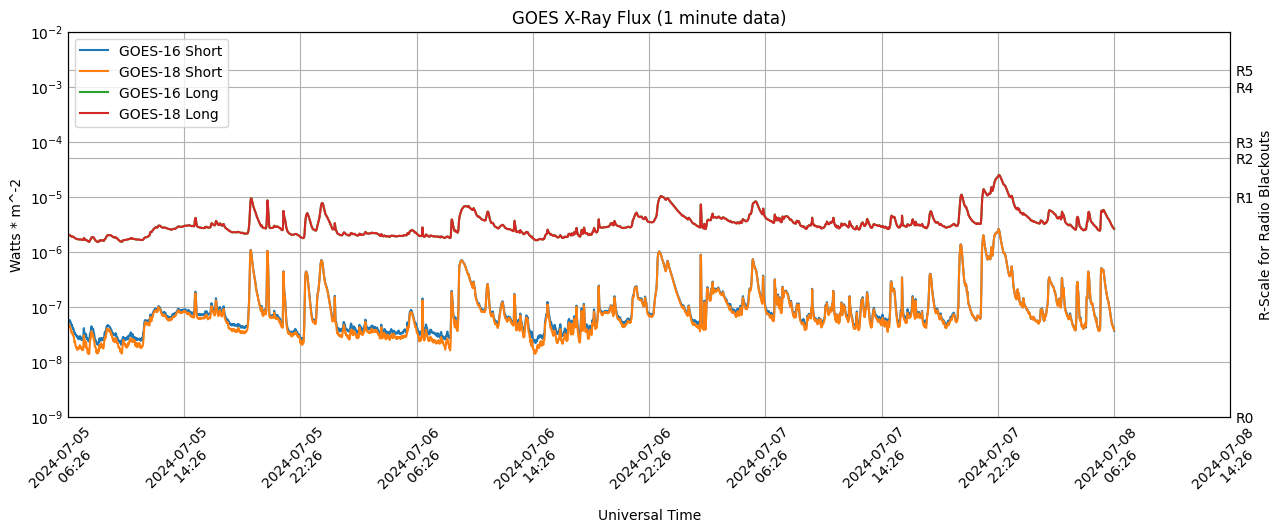 GOES X-Ray Flux (1 minute data)
GOES-16 Short
GOES-18 Short
GOES-16 Long
GOES-18 Long
Watts * m^-2
10⁻²
10⁻³
10⁻⁴
10⁻⁵
10⁻⁶
10⁻⁷
10⁻⁸
10⁻⁹
R5
R4
R3
R2
R1
R0
R-Scale for Radio Blackouts
2024-07-05
06:26
2024-07-05
14:26
2024-07-05
22:26
2024-07-06
06:26
2024-07-06
14:26
2024-07-06
22:26
2024-07-07
06:26
2024-07-07
14:26
2024-07-07
22:26
2024-07-08
06:26
2024-07-08
14:26
Universal Time